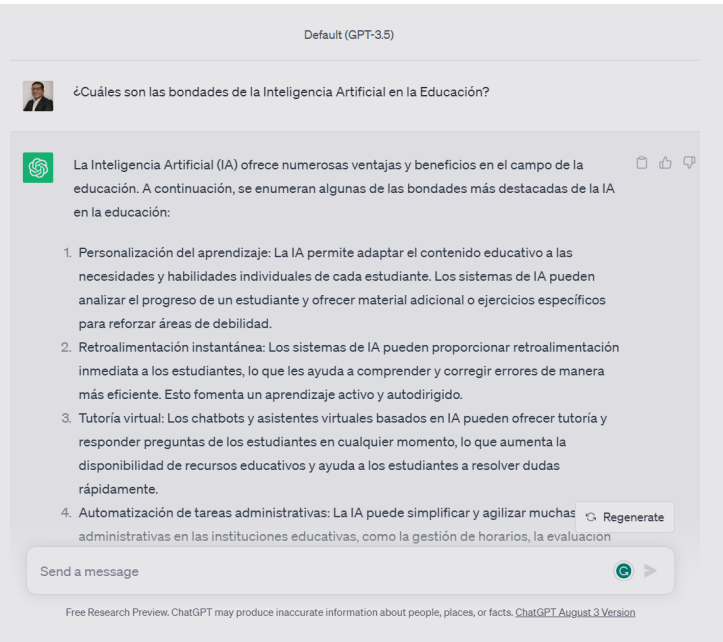 Default (GPT-3.5)
¿Cuáles son las bondades de la Inteligencia Artificial en la Educación?
La Inteligencia Artificial (IA) ofrece numerosas ventajas y beneficios en el campo de la
educación. A continuación, se enumeran algunas de las bondades más destacadas de la IA
en la educación:
1. Personalización del aprendizaje: La IA permite adaptar el contenido educativo a las
necesidades y habilidades individuales de cada estudiante. Los sistemas de IA pueden
analizar el progreso de un estudiante y ofrecer material adicional o ejercicios específicos
para reforzar áreas de debilidad.
2. Retroalimentación instantánea: Los sistemas de IA pueden proporcionar retroalimentación
inmediata a los estudiantes, lo que les ayuda a comprender y corregir errores de manera
más eficiente. Esto fomenta un aprendizaje activo y autodirigido.
3. Tutoría virtual: Los chatbots y asistentes virtuales basados en IA pueden ofrecer tutoría y
responder preguntas de los estudiantes en cualquier momento, lo que aumenta la
disponibilidad de recursos educativos y ayuda a los estudiantes a resolver dudas
rápidamente.
4. Automatización de tareas administrativas: La IA puede simplificar y agilizar muchas
Regenerate
administrativas en las instituciones educativas, como la gestión de horarios, la evaluación
Send a message
Free Research Preview. ChatGPT may produce inaccurate information about people, places, or facts. ChatGPT August 3 Version